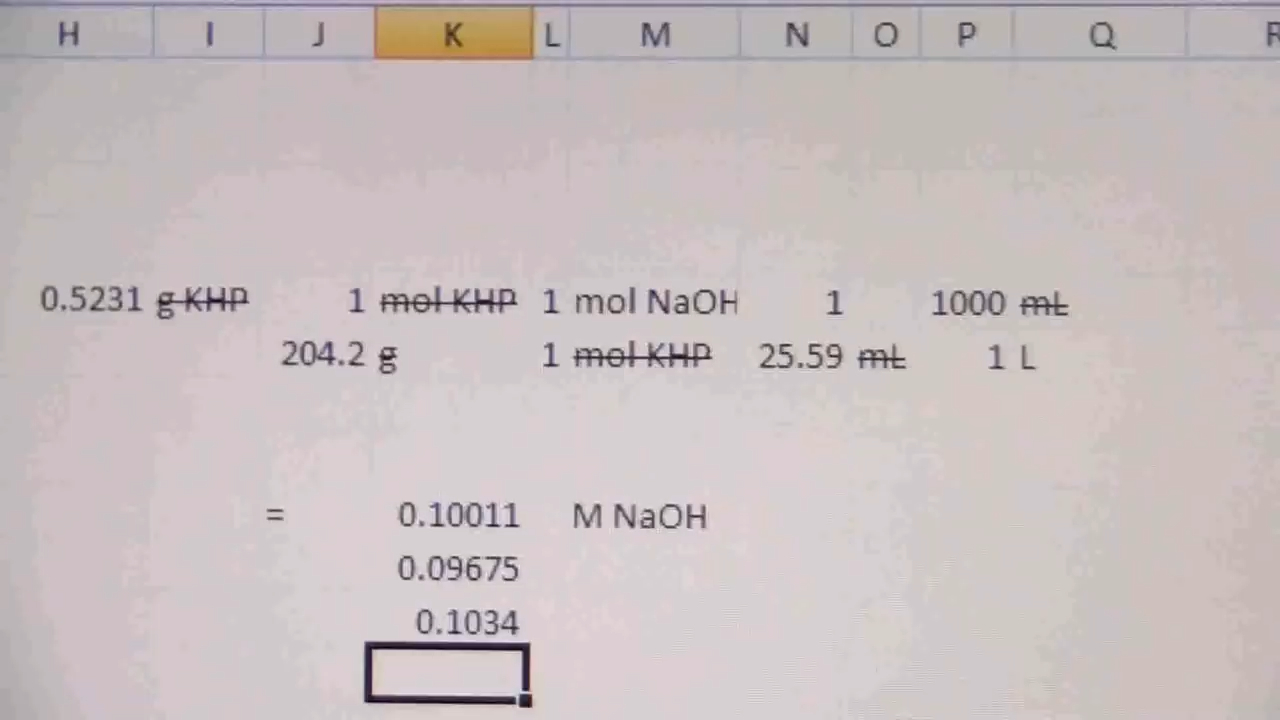 H I J K L M N O P Q R
0.5231 g KHP 1 mol KHP 1 mol NaOH 1 1000 mL
204.2 g 1 mol KHP 25.59 mL 1 L
= 0.10011 M NaOH
0.09675
0.1034